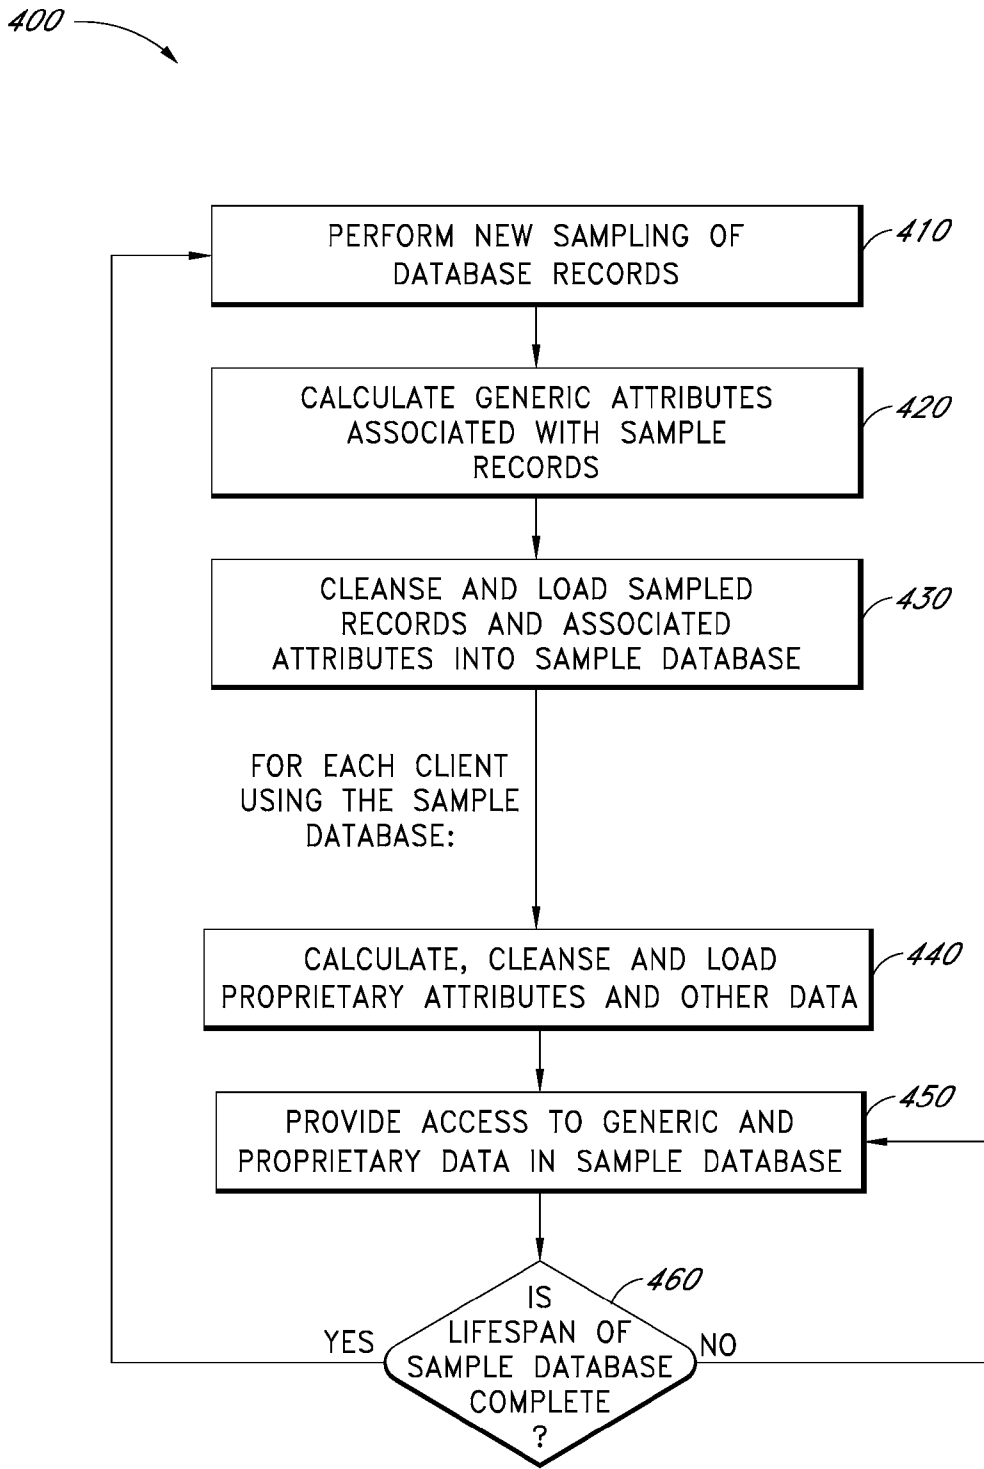 400
PERFORM NEW SAMPLING OF
DATABASE RECORDS
410
CALCULATE GENERIC ATTRIBUTES
ASSOCIATED WITH SAMPLE
RECORDS
420
CLEANSE AND LOAD SAMPLED
RECORDS AND ASSOCIATED
ATTRIBUTES INTO SAMPLE DATABASE
430
FOR EACH CLIENT
USING THE SAMPLE
DATABASE:
CALCULATE, CLEANSE AND LOAD
PROPRIETARY ATTRIBUTES AND OTHER DATA
440
PROVIDE ACCESS TO GENERIC AND
PROPRIETARY DATA IN SAMPLE DATABASE
450
IS
LIFESPAN OF
SAMPLE DATABASE
COMPLETE
?
460
YES
NO